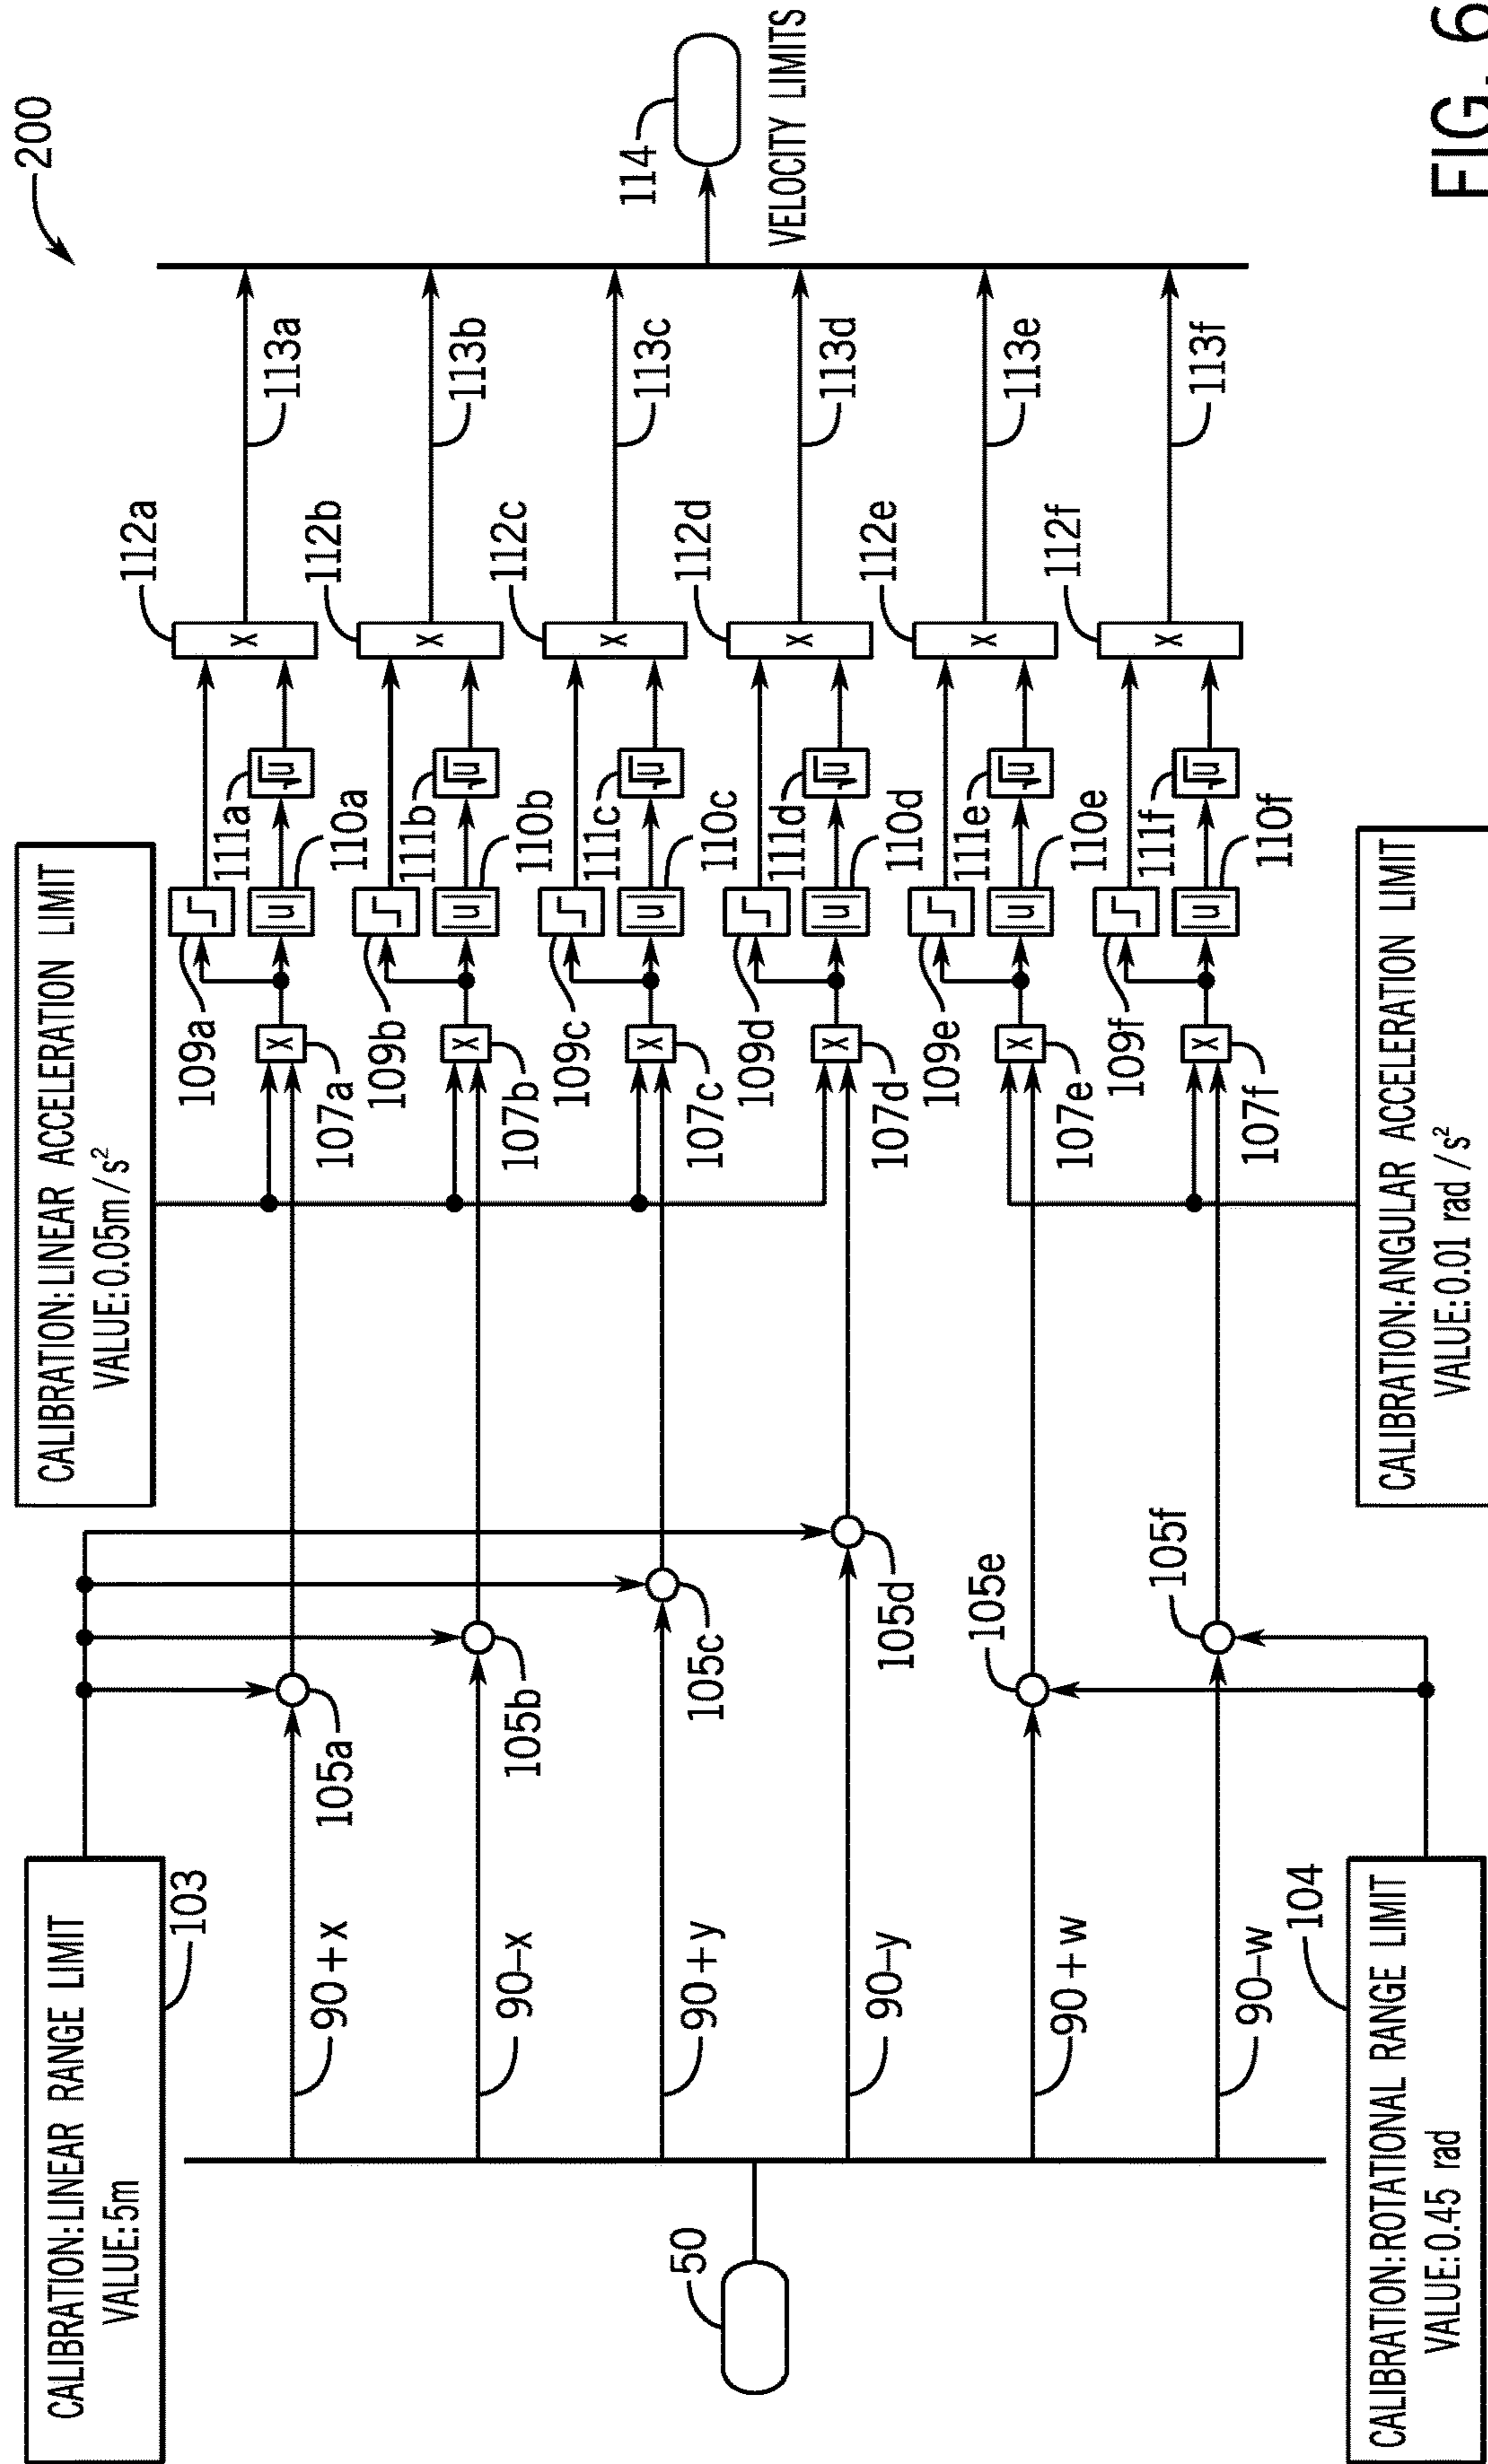 200
CALIBRATION:LINEAR RANGE LIMIT
VALUE:5m
103
CALIBRATION:LINEAR ACCELERATION LIMIT
VALUE:0.05m/s²
90+x
90-x
90+y
90-y
90+w
90-w
50
105a
105b
105c
105d
105e
105f
107a
107b
107c
107d
107e
107f
X
X
X
X
X
X
109a
109b
109c
109d
109e
109f
|u|
|u|
|u|
|u|
|u|
|u|
110a
110b
110c
110d
110e
110f
111a
111b
111c
111d
111e
111f
√u
√u
√u
√u
√u
√u
112a
112b
112c
112d
112e
112f
X
X
X
X
X
X
113a
113b
113c
113d
113e
113f
114
VELOCITY LIMITS
CALIBRATION:ROTATIONAL RANGE LIMIT
VALUE:0.45 rad
104
CALIBRATION:ANGULAR ACCELERATION LIMIT
VALUE:0.01 rad/s²
FIG. 6